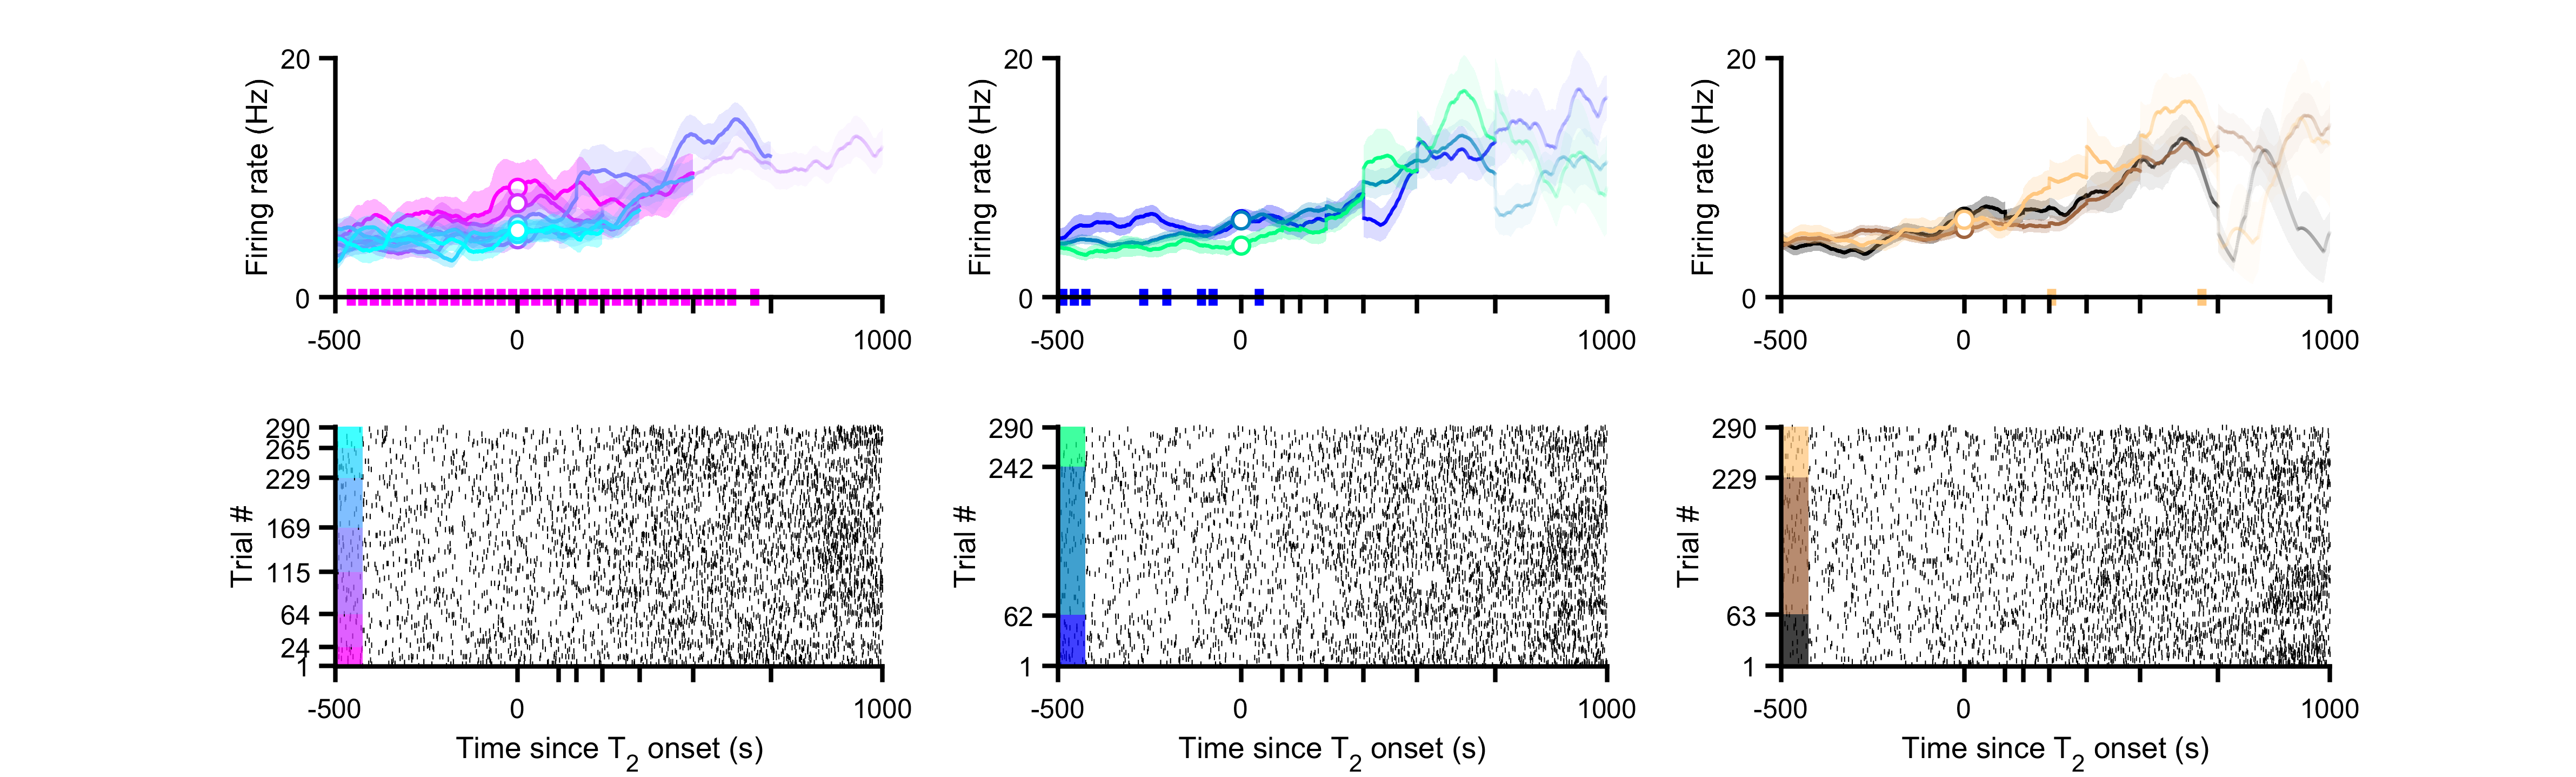 20
Firing rate (Hz)
0
-500 0 1000
20
Firing rate (Hz)
0
-500 0 1000
20
Firing rate (Hz)
0
-500 0 1000
290
265
229
169
115
64
24
1
Trial #
-500 0 1000
Time since T2 onset (s)
290
242
62
1
Trial #
-500 0 1000
Time since T2 onset (s)
290
229
63
1
Trial #
-500 0 1000
Time since T2 onset (s)